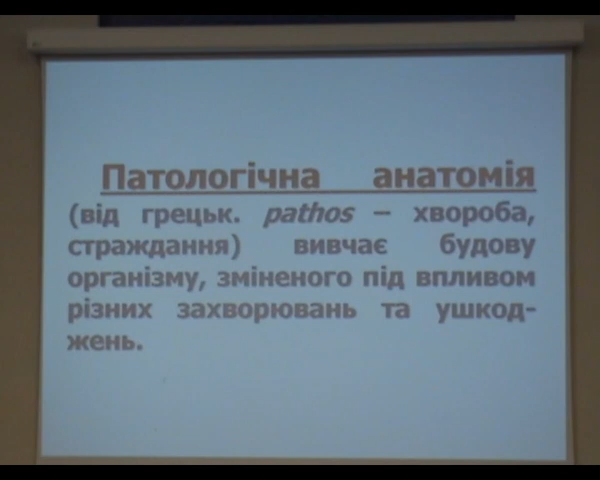 Патологічна анатомія
(від грецьк. pathos – хвороба,
страждання) вивчає будову
організму, зміненого під впливом
різних захворювань та ушкод-
жень.